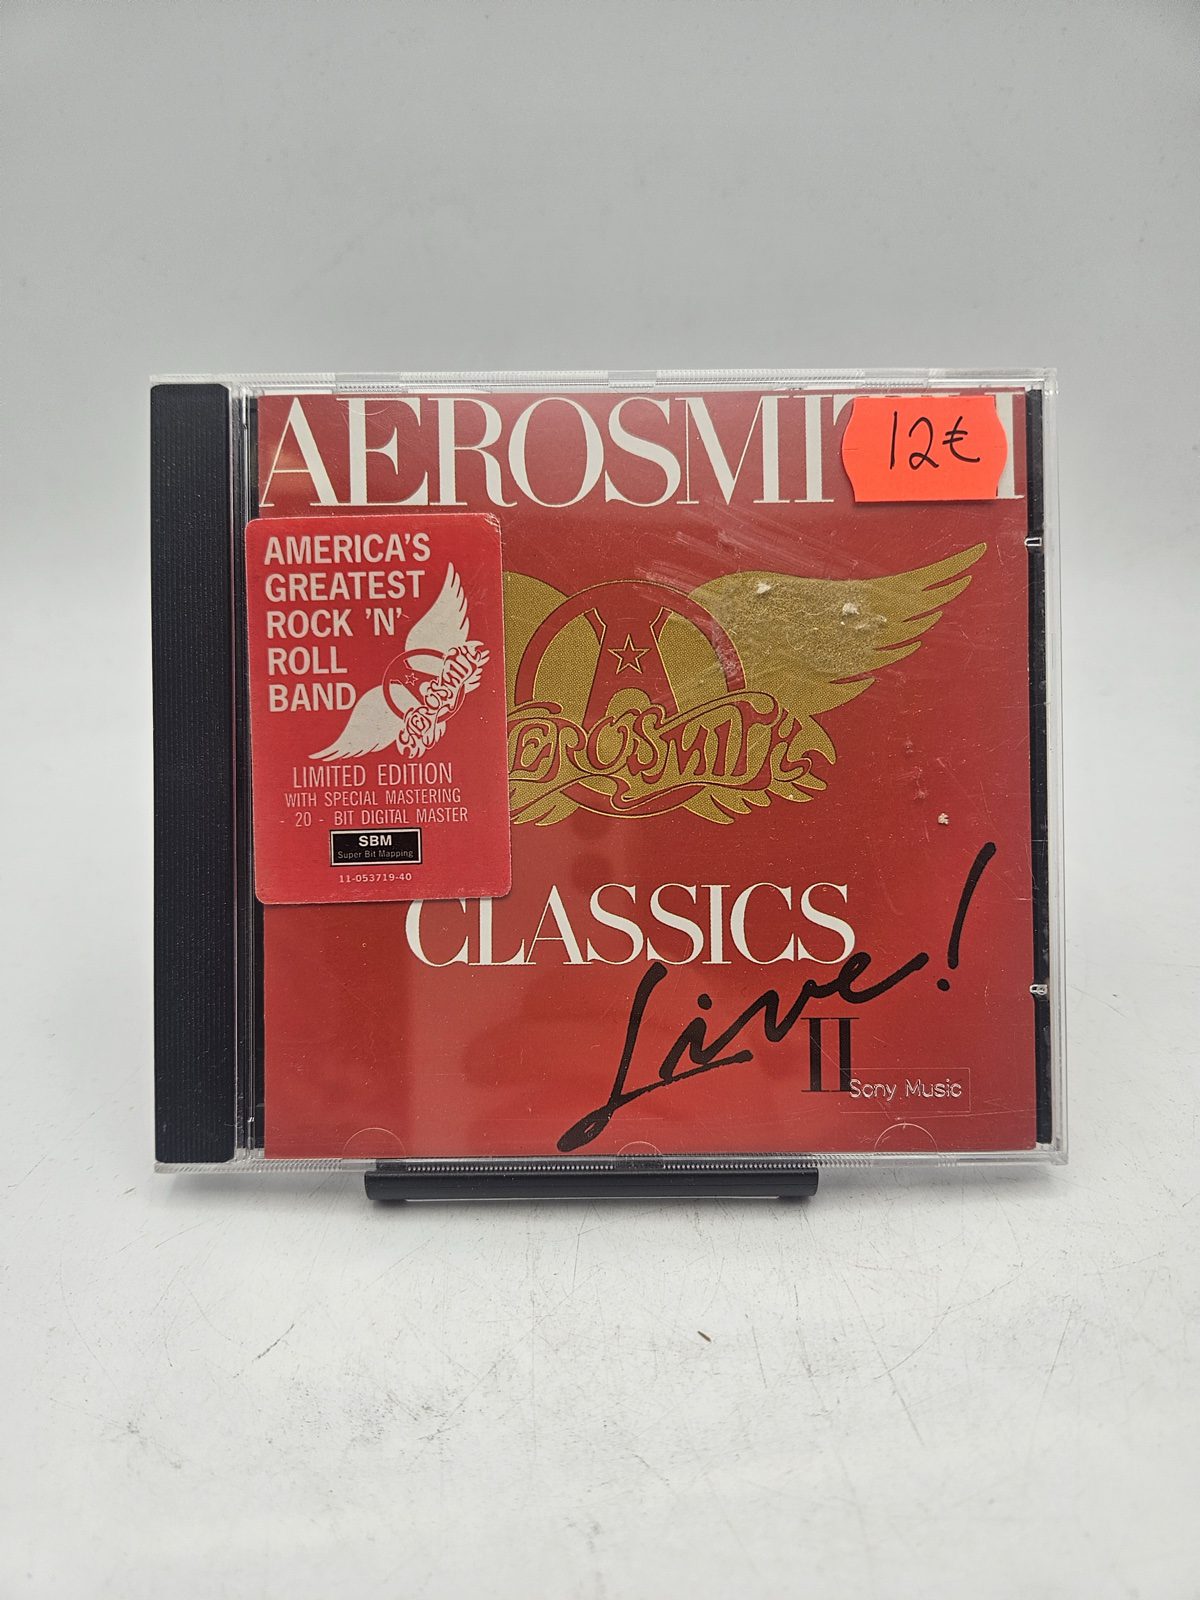 AEROSMITH
12€
AMERICA'S
GREATEST
ROCK 'N'
ROLL
BAND
AEROSMITH
LIMITED EDITION
WITH SPECIAL MASTERING
- 20 - BIT DIGITAL MASTER
SBM
Super Bit Mapping
11-053719-40
AEROSMITH
CLASSICS
Live!
II
Sony Music